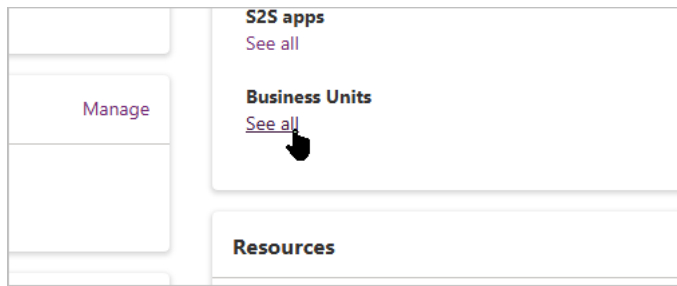 S2S apps
See all
Business Units
Manage
See all
Resources